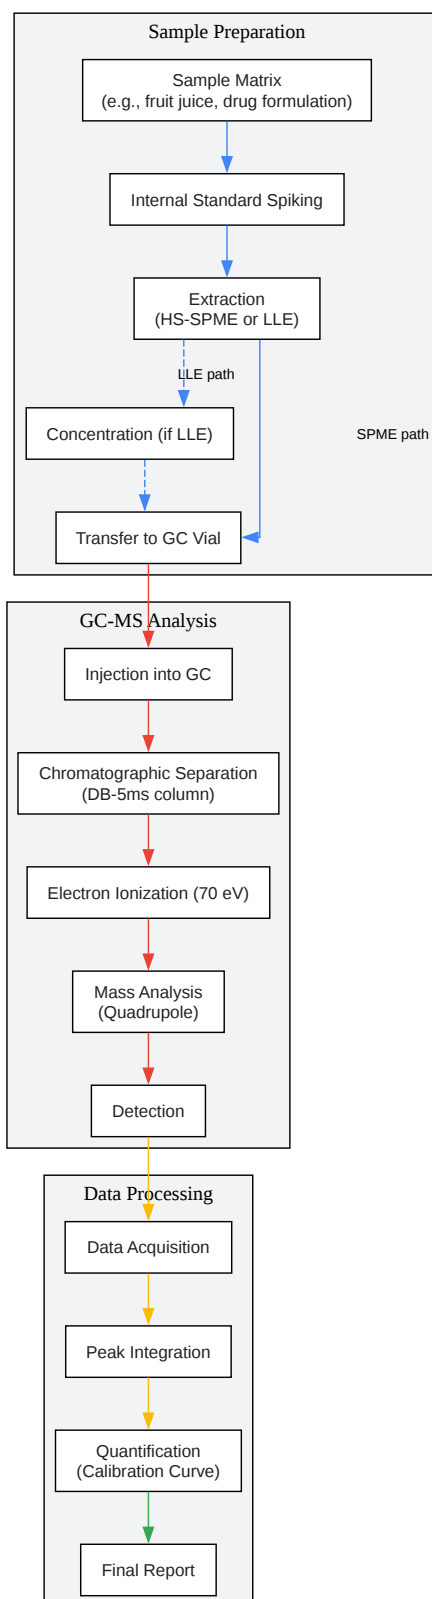 Sample Preparation
Sample Matrix
(e.g., fruit juice, drug formulation)
Internal Standard Spiking
Extraction
(HS-SPME or LLE)
LLE path
Concentration (if LLE)
SPME path
Transfer to GC Vial
GC-MS Analysis
Injection into GC
Chromatographic Separation
(DB-5ms column)
Electron Ionization (70 eV)
Mass Analysis
(Quadrupole)
Detection
Data Processing
Data Acquisition
Peak Integration
Quantification
(Calibration Curve)
Final Report